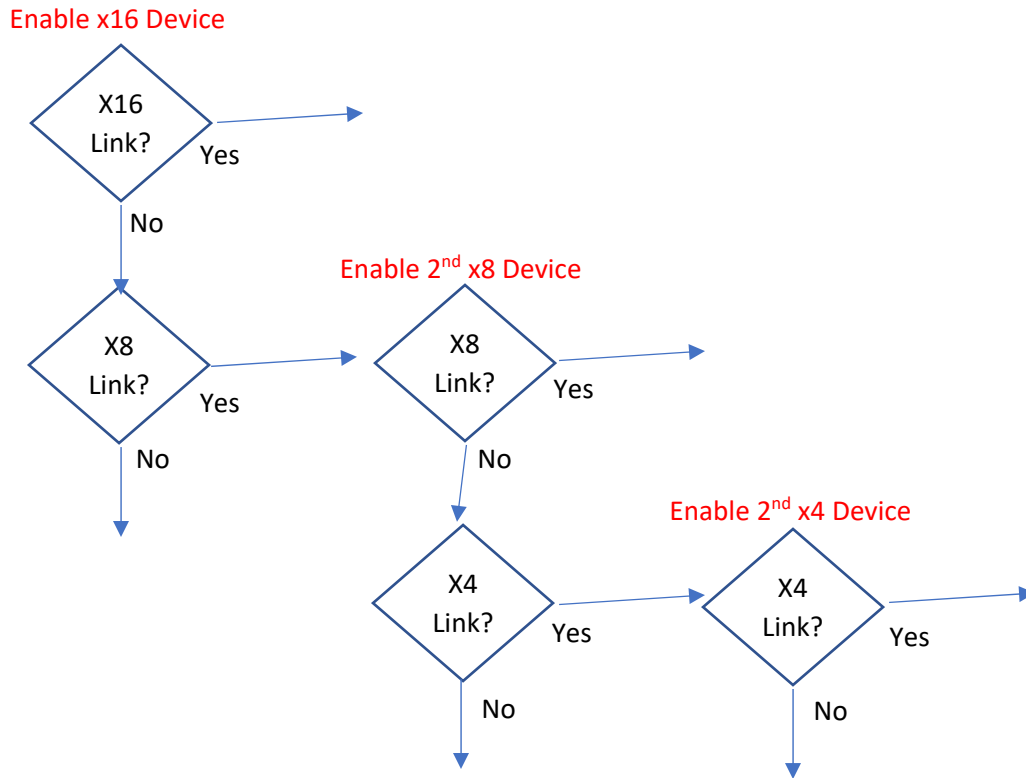 Enable x16 Device
X16
Link?
Yes
No
Enable 2nd x8 Device
X8
Link?
Yes
No
X8
Link?
Yes
No
Enable 2nd x4 Device
X4
Link?
Yes
No
X4
Link?
Yes
No